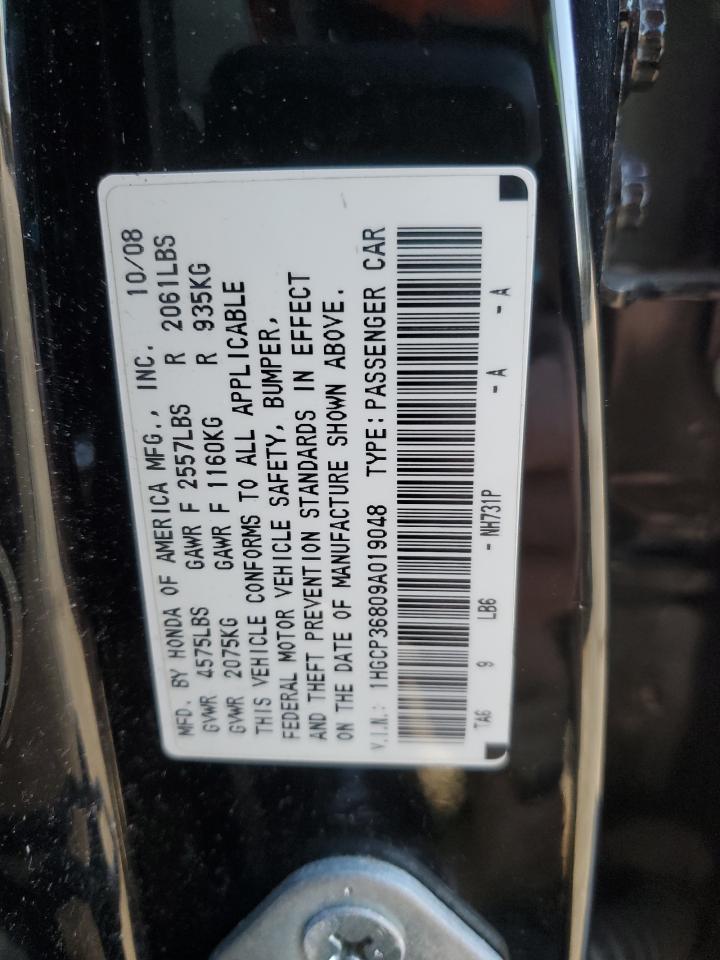 MFD. BY HONDA OF AMERICA MFG., INC. 10/08
GVWR 4575LBS GAWR F 2557LBS R 2061LBS
GVWR 2075KG GAWR F 1160KG R 935KG
THIS VEHICLE CONFORMS TO ALL APPLICABLE
FEDERAL MOTOR VEHICLE SAFETY, BUMPER,
AND THEFT PREVENTION STANDARDS IN EFFECT
ON THE DATE OF MANUFACTURE SHOWN ABOVE.
V.I.N.: 1HGCP36809A019048 TYPE:PASSENGER CAR
TA6 9 LB6 - NH731P - A - A